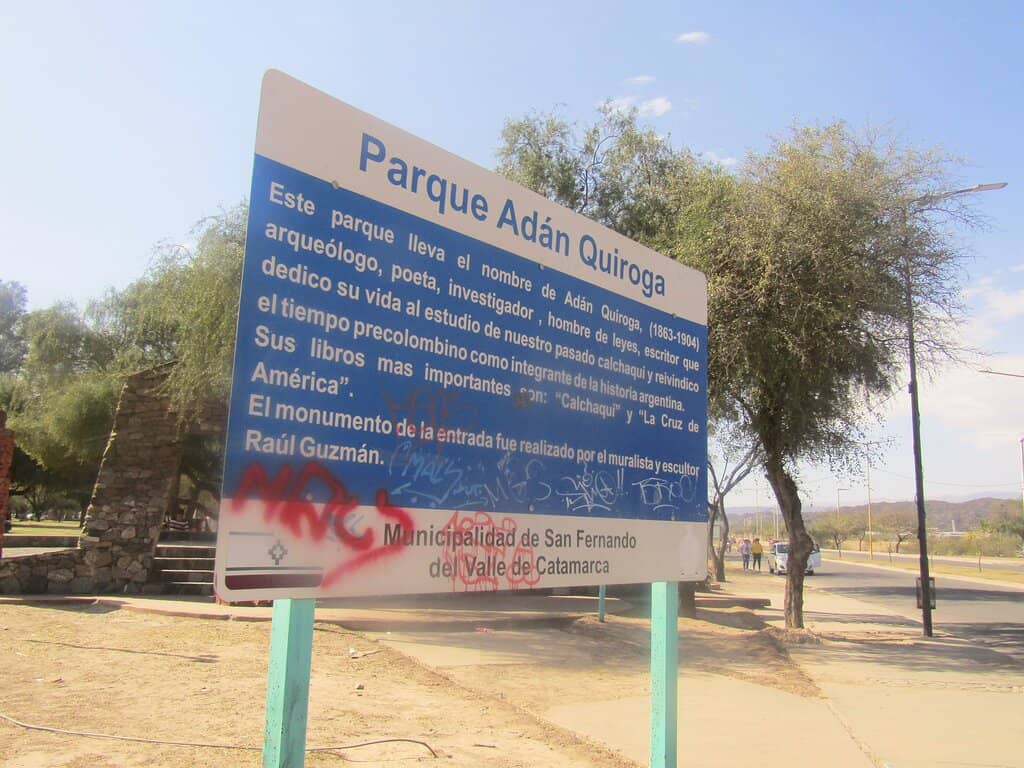 Parque Adán Quiroga
Este parque lleva el nombre de Adán Quiroga, (1863-1904)
arqueólogo, poeta, investigador , hombre de leyes, escritor que
dedico su vida al estudio de nuestro pasado calchaqui y reivindico
el tiempo precolombino como integrante de la historia argentina.
Sus libros mas importantes son: “Calchaquí” y “La Cruz de
América”.
El monumento de la entrada fue realizado por el muralista y escultor
Raúl Guzmán.
Municipalidad de San Fernando
del Valle de Catamarca